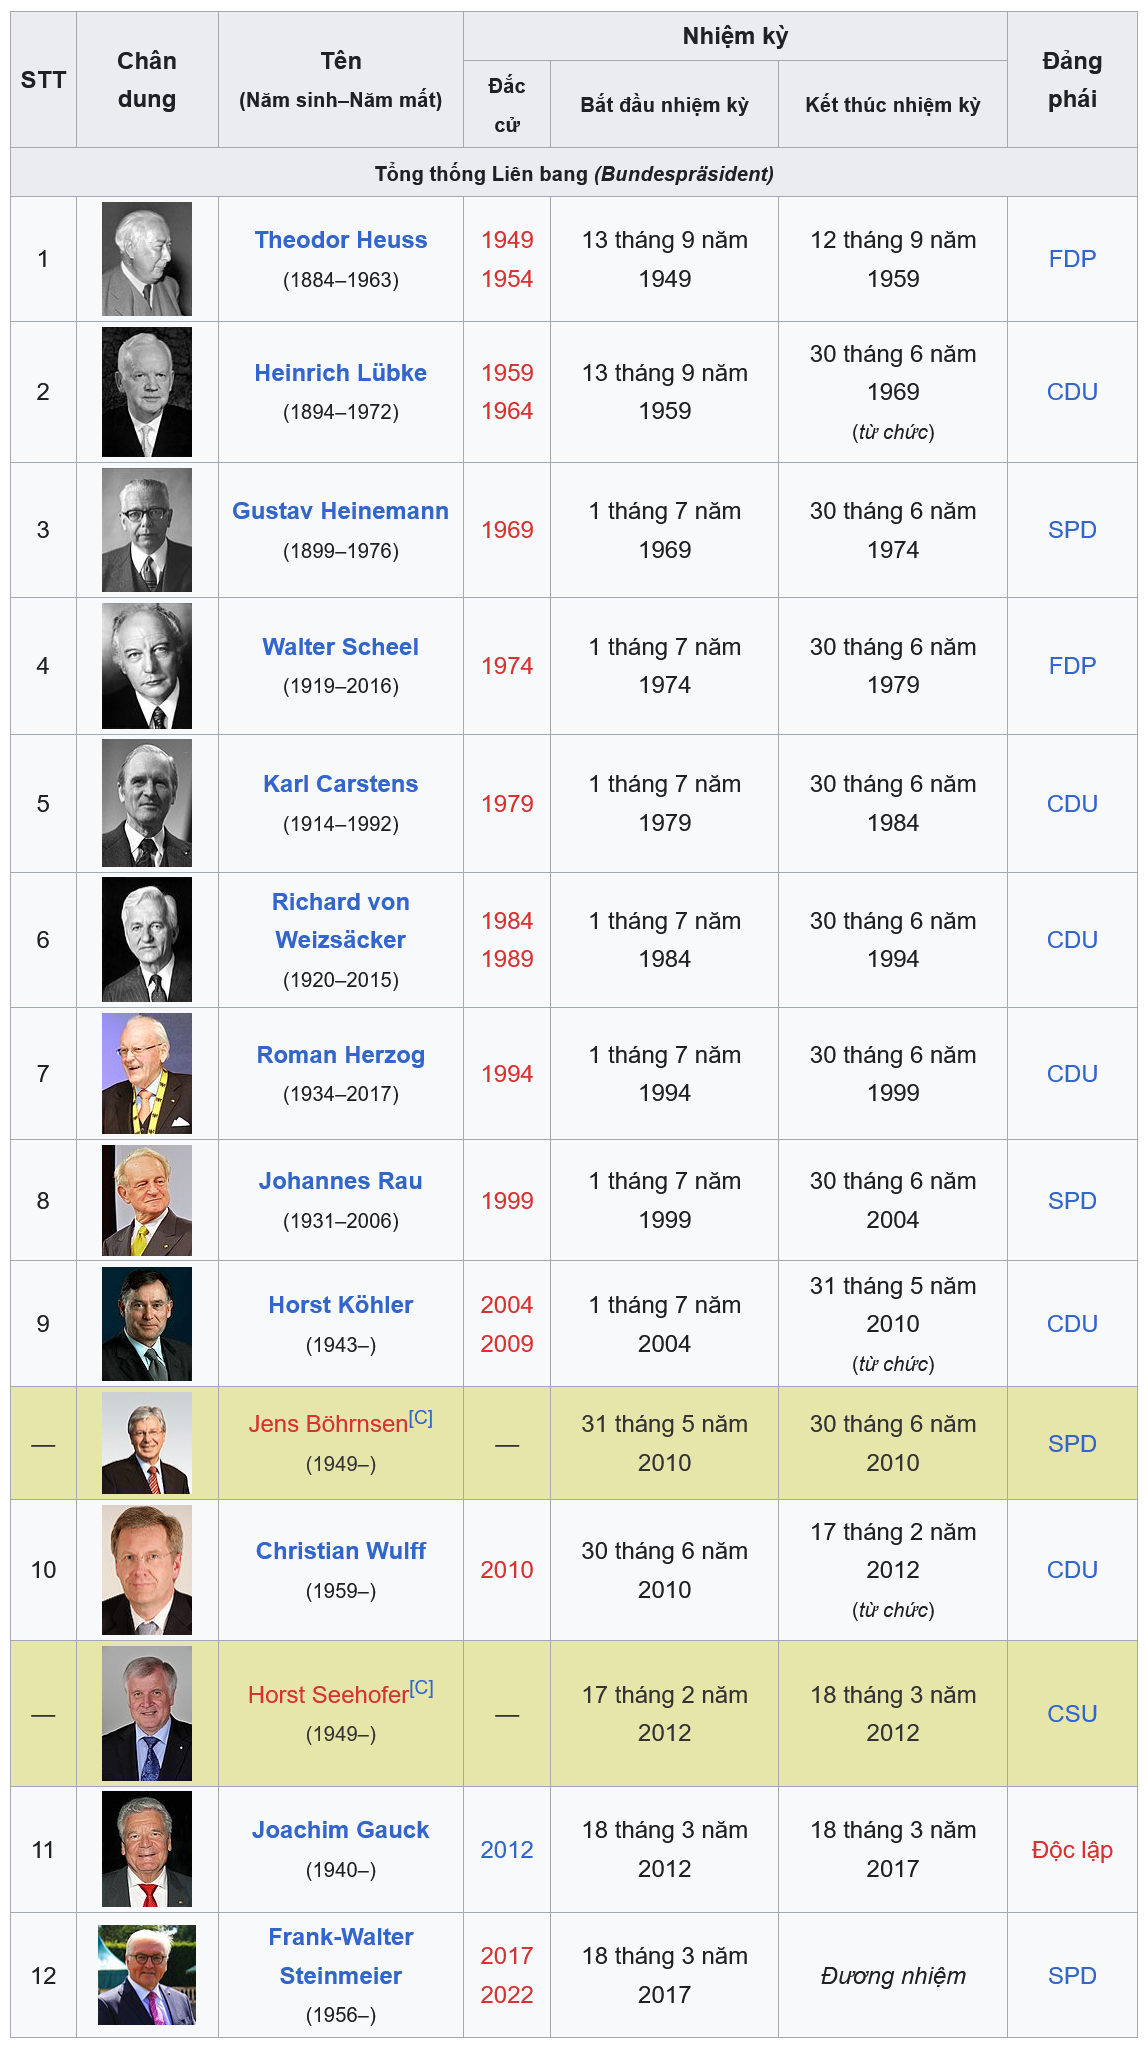 STT
Chân
dung
Tên
(Năm sinh–Năm mất)
Nhiệm kỳ
Đảng
phái
Đắc
cử
Bắt đầu nhiệm kỳ
Kết thúc nhiệm kỳ
Tổng thống Liên bang (Bundespräsident)
1
Theodor Heuss
(1884–1963)
1949
1954
13 tháng 9 năm
1949
12 tháng 9 năm
1959
FDP
2
Heinrich Lübke
(1894–1972)
1959
1964
13 tháng 9 năm
1959
30 tháng 6 năm
1969
(từ chức)
CDU
3
Gustav Heinemann
(1899–1976)
1969
1 tháng 7 năm
1969
30 tháng 6 năm
1974
SPD
4
Walter Scheel
(1919–2016)
1974
1 tháng 7 năm
1974
30 tháng 6 năm
1979
FDP
5
Karl Carstens
(1914–1992)
1979
1 tháng 7 năm
1979
30 tháng 6 năm
1984
CDU
6
Richard von
Weizsäcker
(1920–2015)
1984
1989
1 tháng 7 năm
1984
30 tháng 6 năm
1994
CDU
7
Roman Herzog
(1934–2017)
1994
1 tháng 7 năm
1994
30 tháng 6 năm
1999
CDU
8
Johannes Rau
(1931–2006)
1999
1 tháng 7 năm
1999
30 tháng 6 năm
2004
SPD
9
Horst Köhler
(1943–)
2004
2009
1 tháng 7 năm
2004
31 tháng 5 năm
2010
(từ chức)
CDU
—
Jens Böhrnsen[C]
(1949–)
—
31 tháng 5 năm
2010
30 tháng 6 năm
2010
SPD
10
Christian Wulff
(1959–)
2010
30 tháng 6 năm
2010
17 tháng 2 năm
2012
(từ chức)
CDU
—
Horst Seehofer[C]
(1949–)
—
17 tháng 2 năm
2012
18 tháng 3 năm
2012
CSU
11
Joachim Gauck
(1940–)
2012
18 tháng 3 năm
2012
18 tháng 3 năm
2017
Độc lập
12
Frank-Walter
Steinmeier
(1956–)
2017
2022
18 tháng 3 năm
2017
Đương nhiệm
SPD